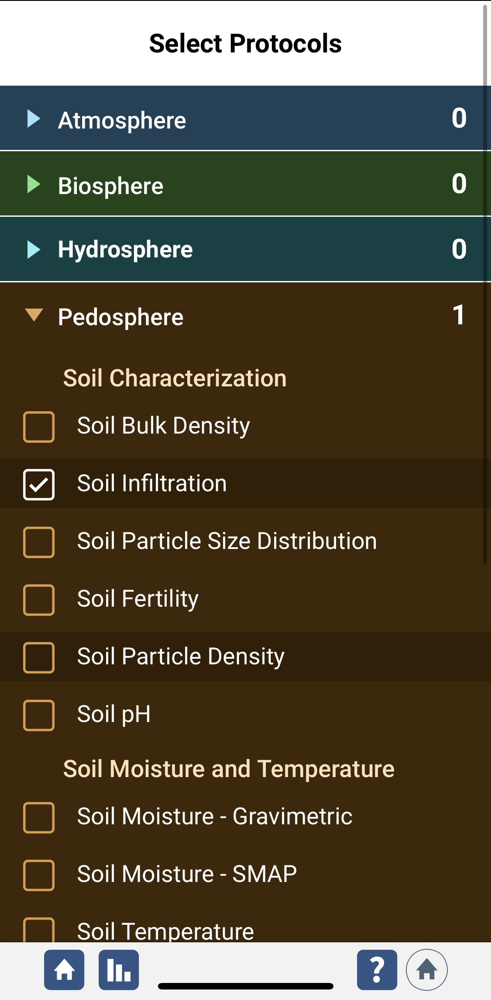 Select Protocols
Atmosphere 0
Biosphere 0
Hydrosphere 0
Pedosphere 1
Soil Characterization
Soil Bulk Density
Soil Infiltration
Soil Particle Size Distribution
Soil Fertility
Soil Particle Density
Soil pH
Soil Moisture and Temperature
Soil Moisture - Gravimetric
Soil Moisture - SMAP
Soil Temperature
?